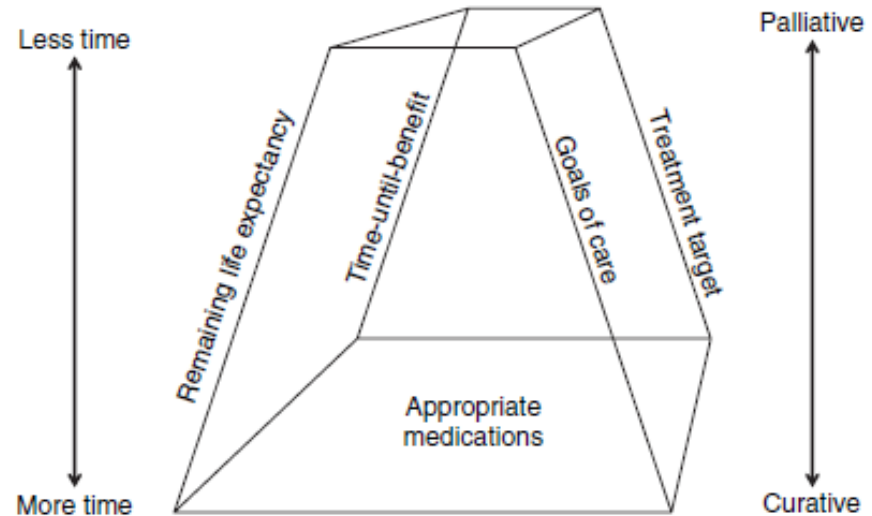 Less time
Palliative
Remaining life expectancy
Time-until-benefit
Goals of care
Treatment target
Appropriate
medications
More time
Curative